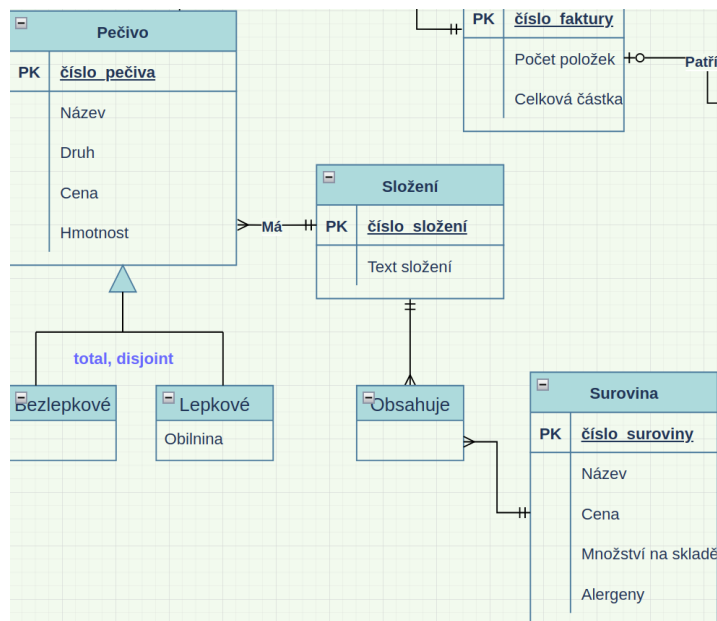 Pečivo
PK číslo_pečiva
Název
Druh
Cena
Hmotnost
PK číslo_faktury
Počet položek
Celková částka
Patří
Má
Složení
PK číslo_složení
Text složení
total, disjoint
Bezlepkové
Lepkové
Obilnina
Obsahuje
Surovina
PK číslo_suroviny
Název
Cena
Množství na skladě
Alergeny